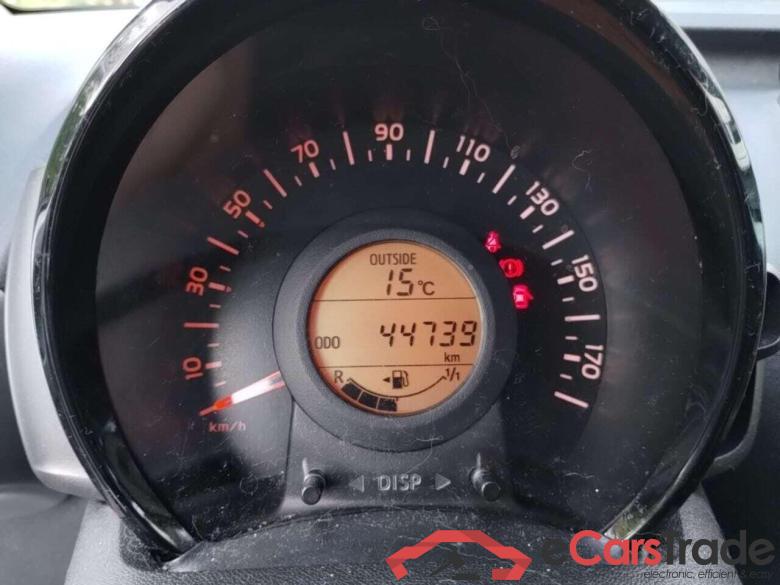 10 30 50 70 90 110 130 150 170
OUTSIDE
15 °C
ODO 44739
km
R 1/1
km/h
◄ DISP ►
eCarsTrade
electronic, efficient & e